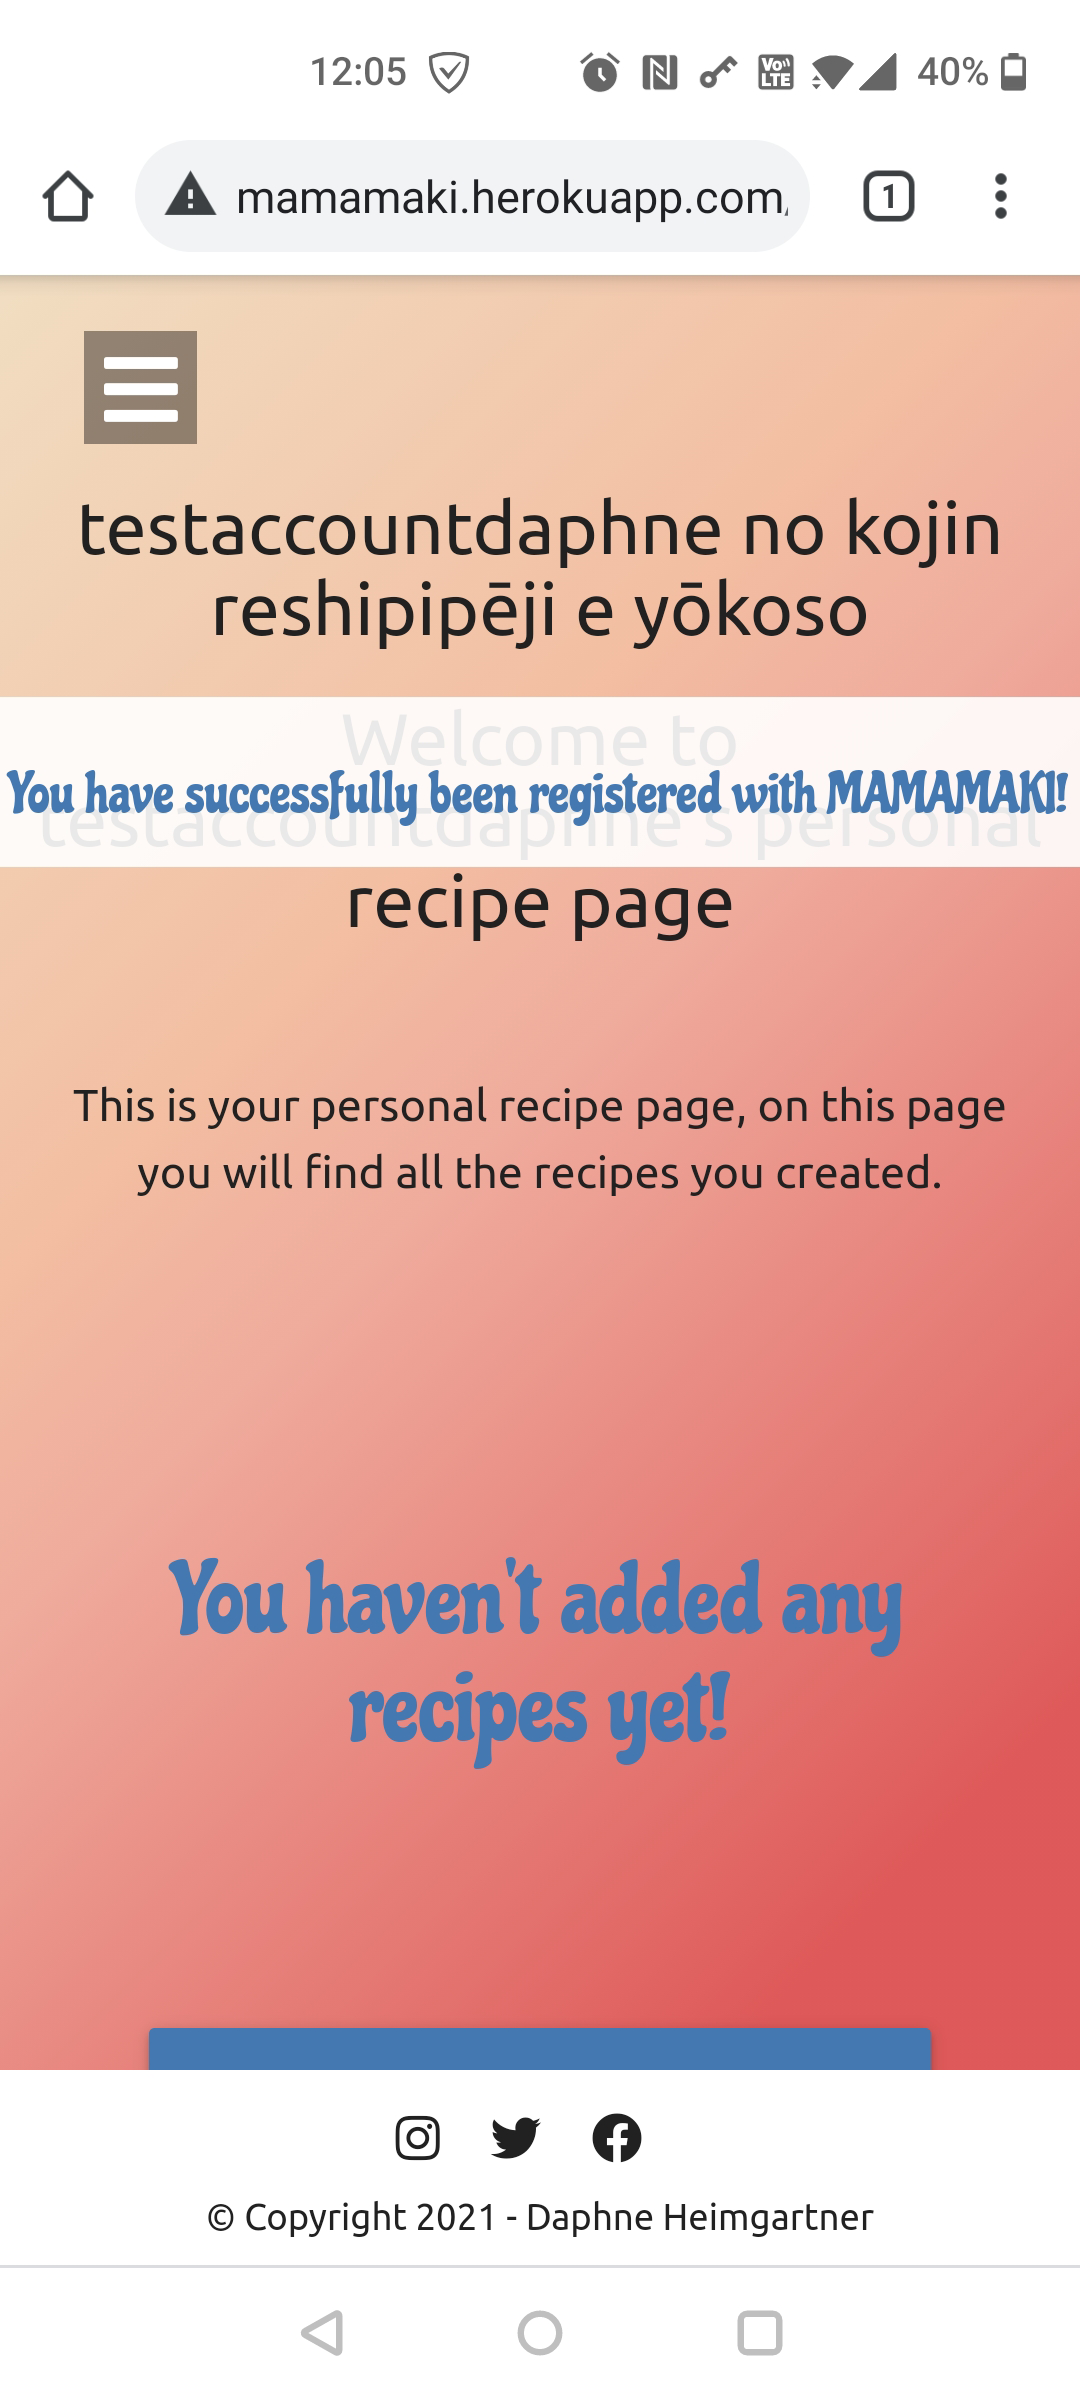 12:05
Vo)) LTE
40%
mamamaki.herokuapp.com/
1
testaccountdaphne no kojin
reshipipēji e yōkoso
Welcome to
You have successfully been registered with MAMAMAKI!
testaccountdaphne's personal
recipe page
This is your personal recipe page, on this page
you will find all the recipes you created.
You haven't added any
recipes yet!
© Copyright 2021 - Daphne Heimgartner